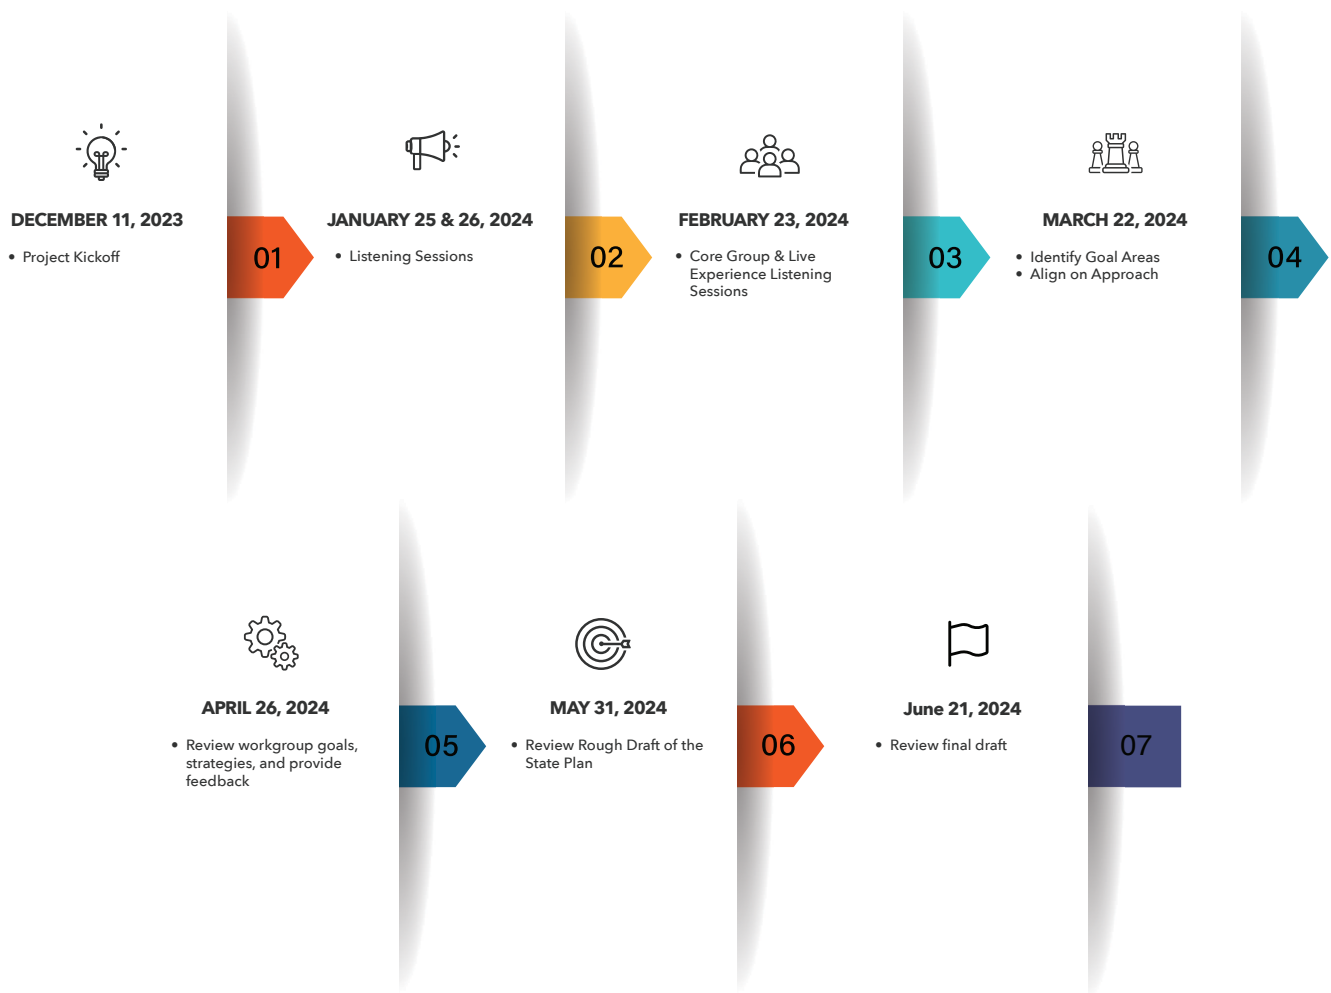 DECEMBER 11, 2023
• Project Kickoff
01
JANUARY 25 & 26, 2024
• Listening Sessions
02
FEBRUARY 23, 2024
• Core Group & Live
Experience Listening
Sessions
03
MARCH 22, 2024
• Identify Goal Areas
• Align on Approach
04
APRIL 26, 2024
• Review workgroup goals,
strategies, and provide
feedback
05
MAY 31, 2024
• Review Rough Draft of the
State Plan
06
June 21, 2024
• Review final draft
07